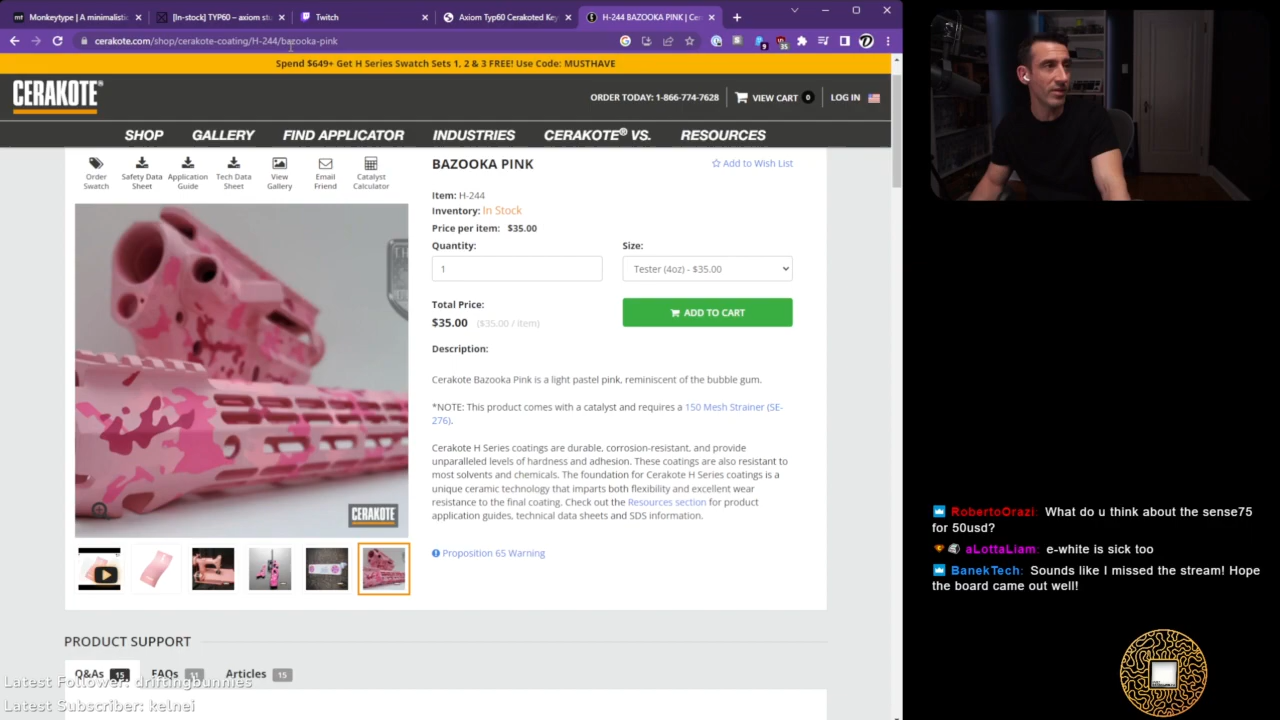 Monkeytype | A minimalisti
[In-stock] TYP60 – axiom st
Twitch
Axiom Typ60 Cerakoted Key
H-244 BAZOOKA PINK | Cer
cerakote.com/shop/cerakote-coating/H-244/bazooka-pink
Spend $649+ Get H Series Swatch Sets 1, 2 & 3 FREE! Use Code: MUSTHAVE
CERAKOTE®
ORDER TODAY: 1-866-774-7628
VIEW CART 0
LOG IN
SHOP
GALLERY
FIND APPLICATOR
INDUSTRIES
CERAKOTE® VS.
RESOURCES
Order Swatch
Safety Data Sheet
Application Guide
Tech Data Sheet
View Gallery
Email Friend
Catalyst Calculator
BAZOOKA PINK
Add to Wish List
Item: H-244
Inventory: In Stock
Price per item: $35.00
Quantity:
Size:
1
Tester (4oz) - $35.00
Total Price:
$35.00 ($35.00 / item)
ADD TO CART
Description:
Cerakote Bazooka Pink is a light pastel pink, reminiscent of the bubble gum.
*NOTE: This product comes with a catalyst and requires a 150 Mesh Strainer (SE-
276).
Cerakote H Series coatings are durable, corrosion-resistant, and provide
unparalleled levels of hardness and adhesion. These coatings are also resistant to
most solvents and chemicals. The foundation for Cerakote H Series coatings is a
unique ceramic technology that imparts both flexibility and excellent wear
resistance to the final coating. Check out the Resources section for product
application guides, technical data sheets and SDS information.
Proposition 65 Warning
CERAKOTE
PRODUCT SUPPORT
Q&As 15
FAQs 11
Articles 15
Latest Follower: driftingbunnies
Latest Subscriber: kelnei
RobertoOrazi: What do u think about the sense75
for 50usd?
aLottaLiam: e-white is sick too
BanekTech: Sounds like I missed the stream! Hope
the board came out well!